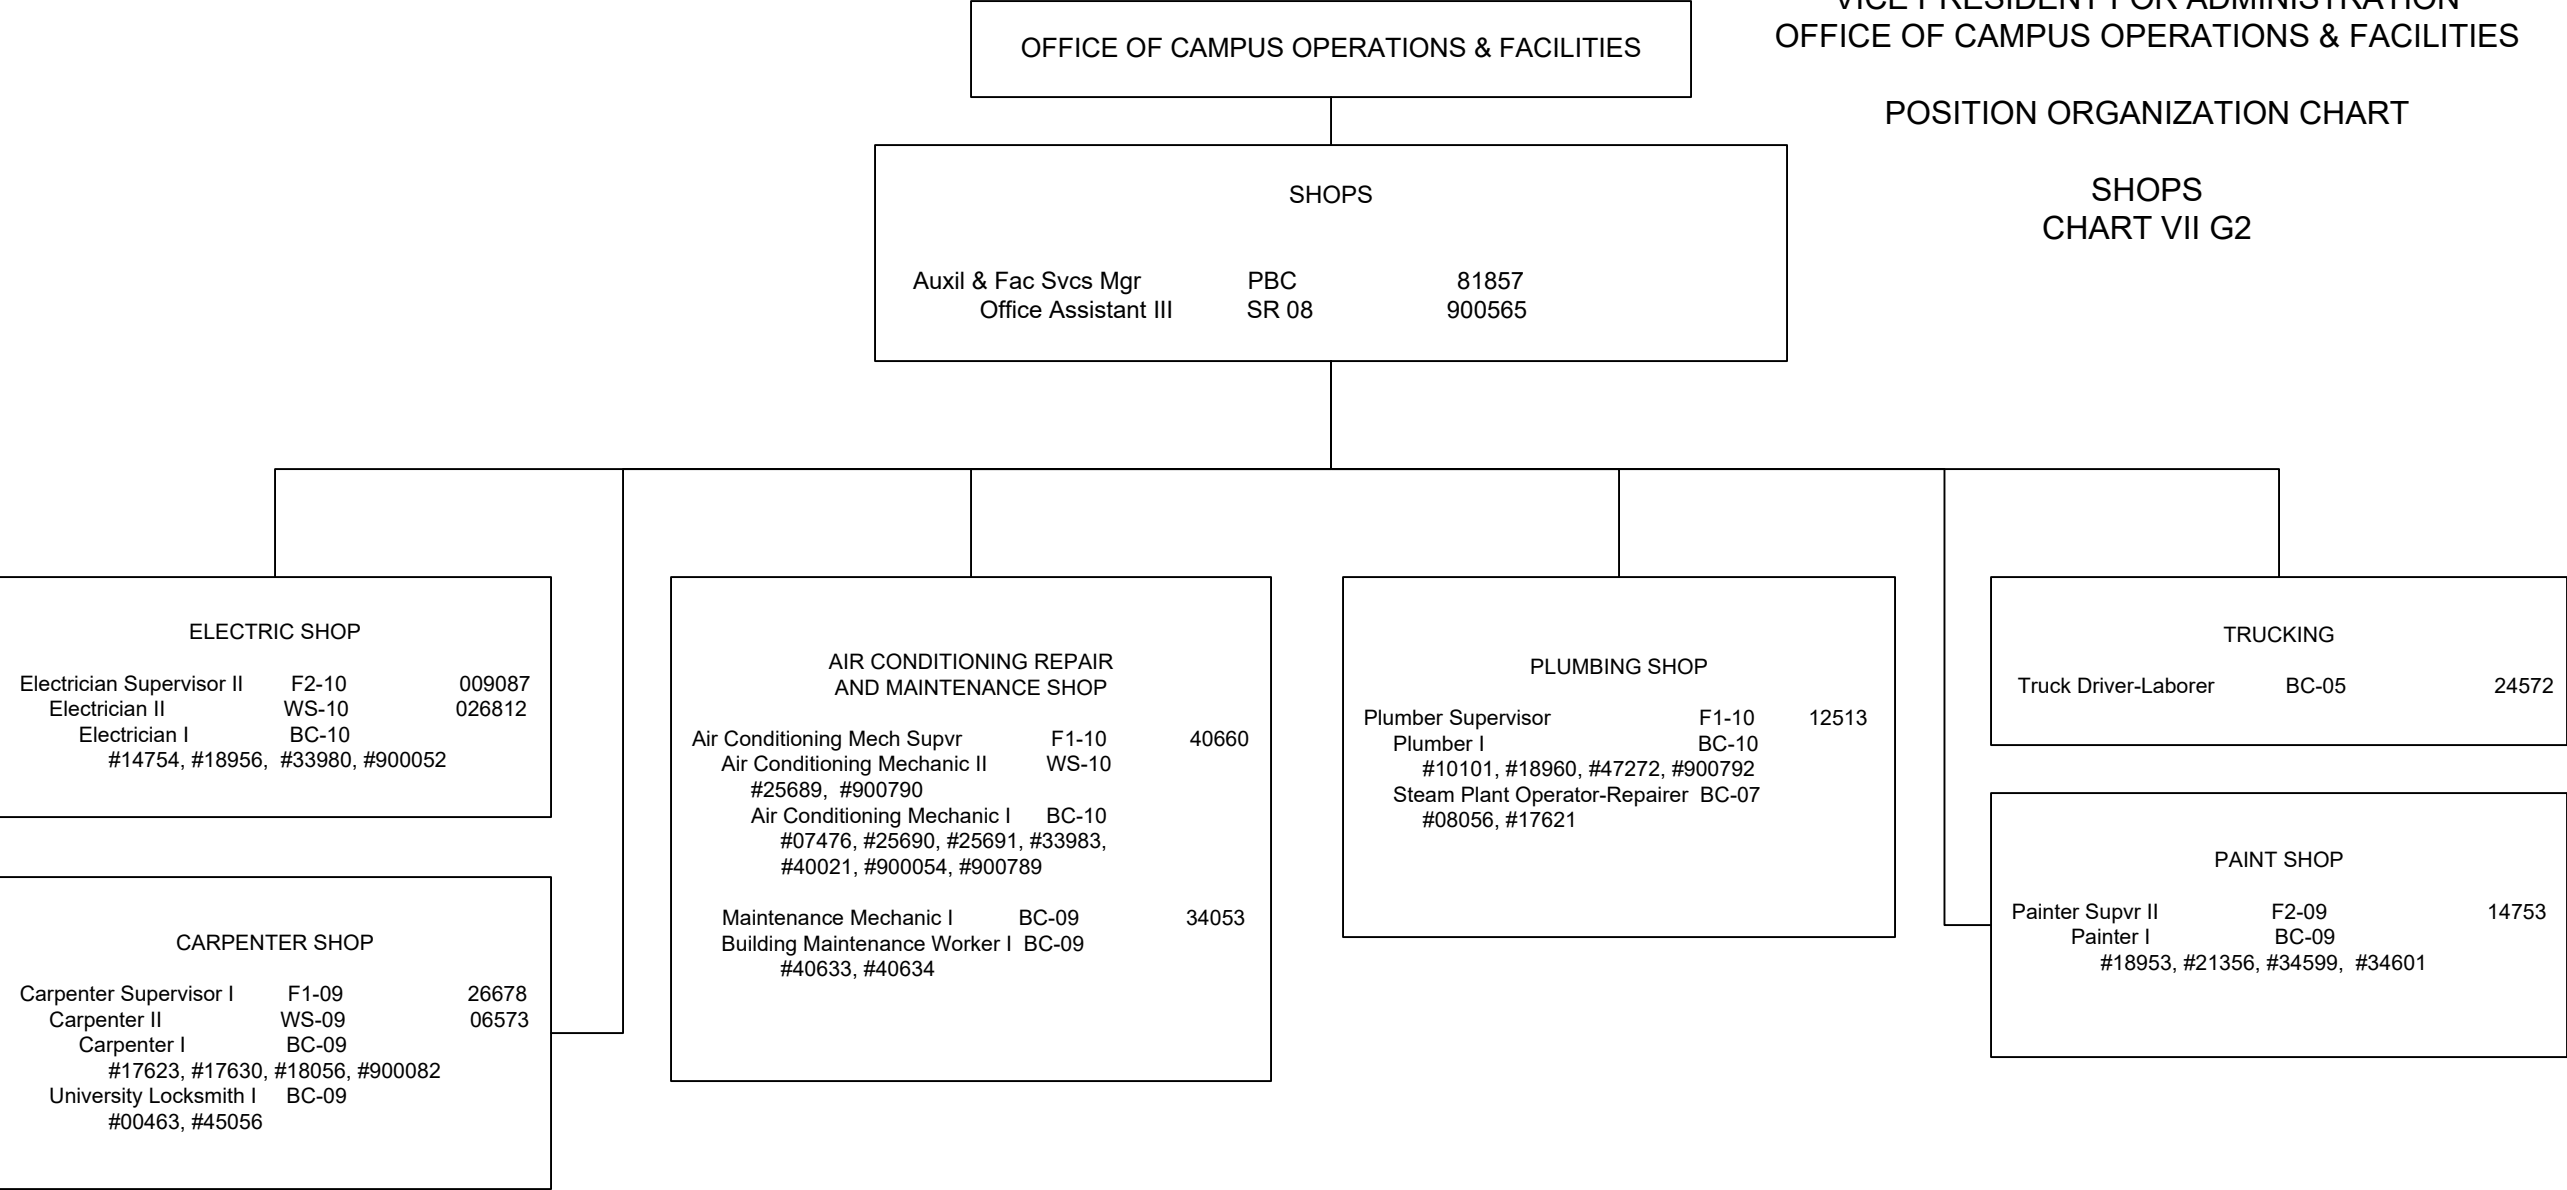 VICE PRESIDENT FOR ADMINISTRATION
OFFICE OF CAMPUS OPERATIONS & FACILITIES
POSITION ORGANIZATION CHART
SHOPS
CHART VII G2
OFFICE OF CAMPUS OPERATIONS & FACILITIES
SHOPS
Auxil & Fac Svcs Mgr PBC 81857
Office Assistant III SR 08 900565
ELECTRIC SHOP
Electrician Supervisor II F2-10 009087
Electrician II WS-10 026812
Electrician I BC-10
#14754, #18956, #33980, #900052
CARPENTER SHOP
Carpenter Supervisor I F1-09 26678
Carpenter II WS-09 06573
Carpenter I BC-09
#17623, #17630, #18056, #900082
University Locksmith I BC-09
#00463, #45056
AIR CONDITIONING REPAIR
AND MAINTENANCE SHOP
Air Conditioning Mech Supvr F1-10 40660
Air Conditioning Mechanic II WS-10
#25689, #900790
Air Conditioning Mechanic I BC-10
#07476, #25690, #25691, #33983,
#40021, #900054, #900789
Maintenance Mechanic I BC-09 34053
Building Maintenance Worker I BC-09
#40633, #40634
PLUMBING SHOP
Plumber Supervisor F1-10 12513
Plumber I BC-10
#10101, #18960, #47272, #900792
Steam Plant Operator-Repairer BC-07
#08056, #17621
TRUCKING
Truck Driver-Laborer BC-05 24572
PAINT SHOP
Painter Supvr II F2-09 14753
Painter I BC-09
#18953, #21356, #34599, #34601